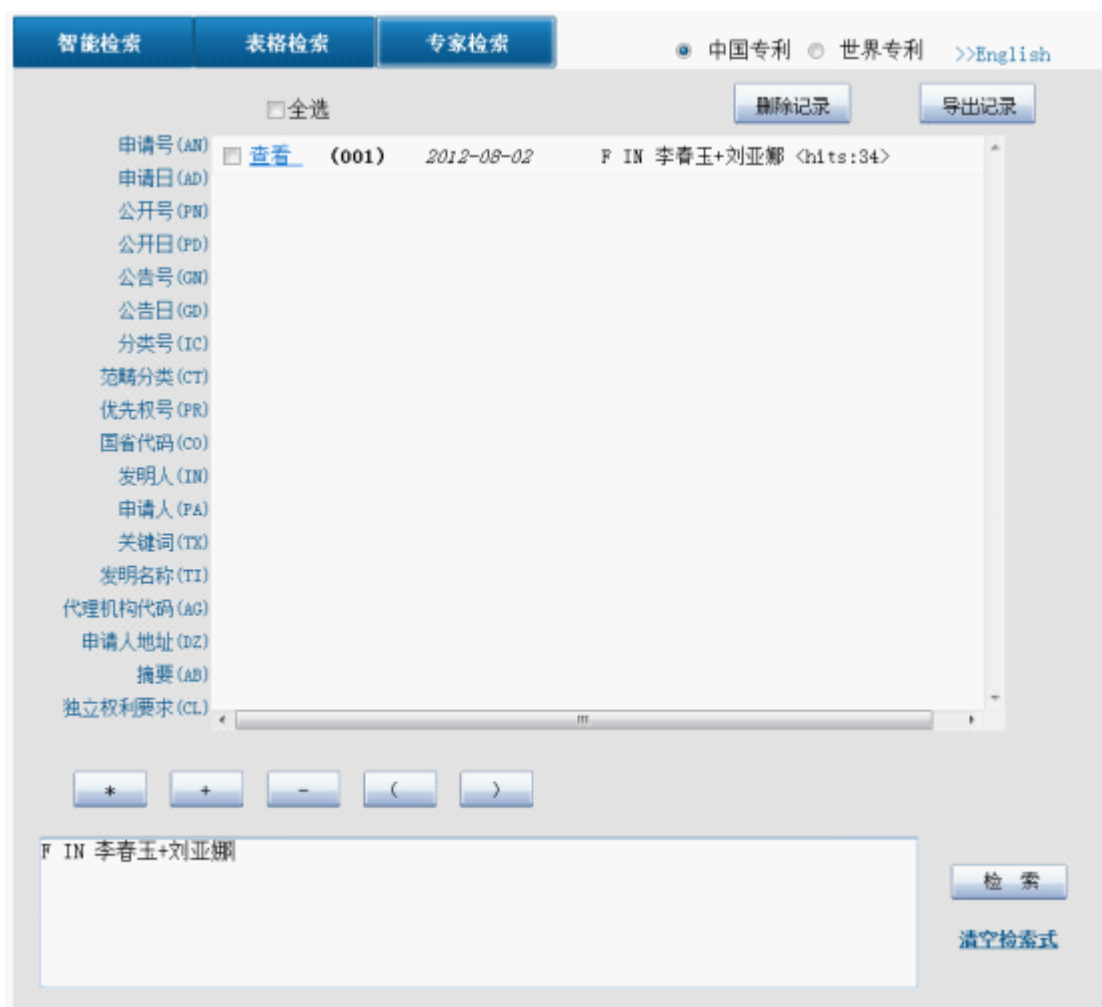 智能检索 表格检索 专家检索 中国专利 世界专利 >>English
全选 删除记录 导出记录
申请号(AN) 查看 (001) 2012-08-02 F IN 李春玉+刘亚娜 <hits:34>
申请日(AD)
公开号(PN)
公开日(PD)
公告号(GN)
公告日(GD)
分类号(IC)
范畴分类(CT)
优先权号(PR)
国省代码(CO)
发明人(IN)
申请人(PA)
关键词(TX)
发明名称(TI)
代理机构代码(AG)
申请人地址(DZ)
摘要(AB)
独立权利要求(CL)
* + - ( )
F IN 李春玉+刘亚娜
检 索
清空检索式